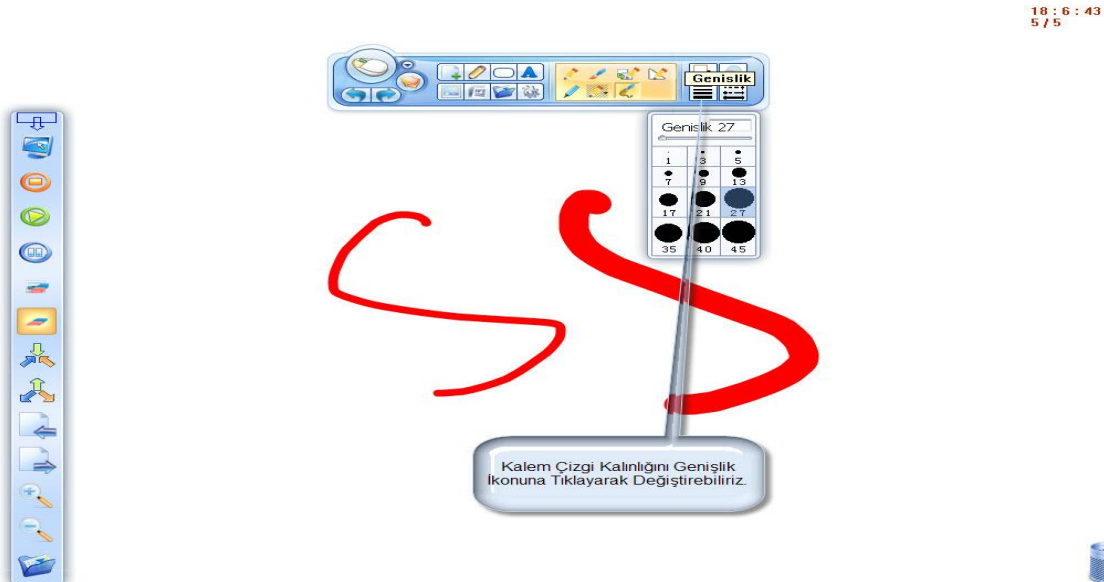 18:6:43
5/5
Genislik
Genislik 27
1 3 5
7 9 13
17 21 27
35 40 45
Kalem Çizgi Kalınlığını Genişlik
İkonuna Tıklayarak Değiştirebiliriz.